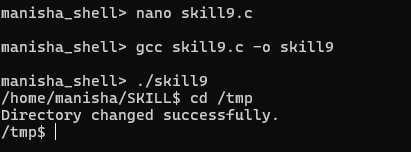 manisha_shell> nano skill9.c
manisha_shell> gcc skill9.c -o skill9
manisha_shell> ./skill9
/home/manisha/SKILL$ cd /tmp
Directory changed successfully.
/tmp$